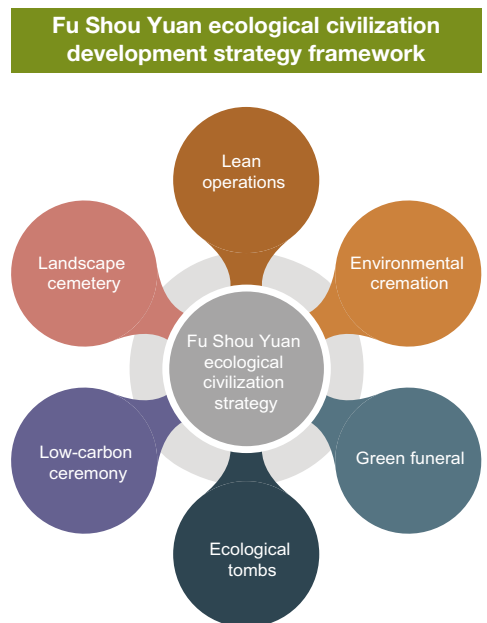 Fu Shou Yuan ecological civilization
development strategy framework
Lean
operations
Landscape
cemetery
Environmental
cremation
Fu Shou Yuan
ecological
civilization
strategy
Low-carbon
ceremony
Green funeral
Ecological
tombs